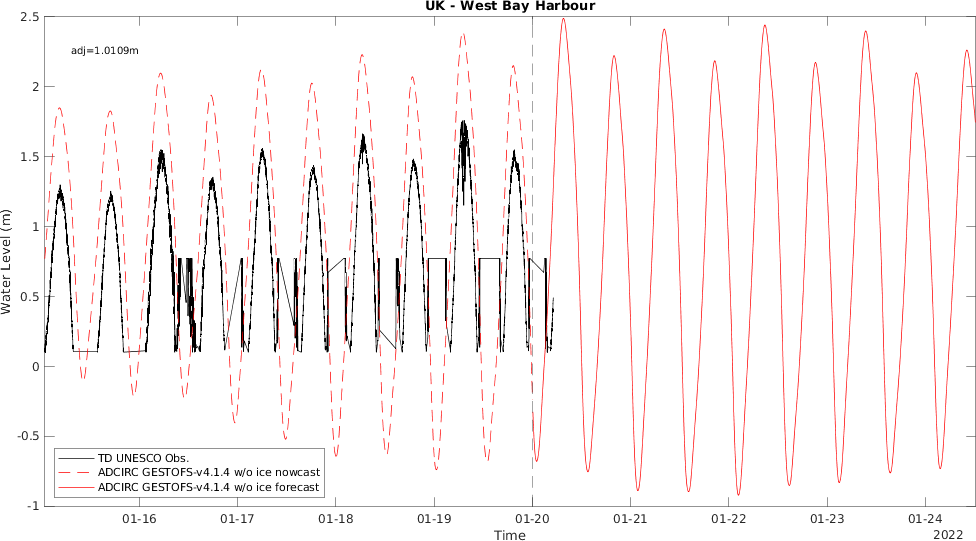 UK - West Bay Harbour
adj=1.0109m
2.5
2
1.5
1
0.5
0
-0.5
-1
Water Level (m)
TD UNESCO Obs.
ADCIRC GESTOFS-v4.1.4 w/o ice nowcast
ADCIRC GESTOFS-v4.1.4 w/o ice forecast
01-16 01-17 01-18 01-19 01-20 01-21 01-22 01-23 01-24
Time
2022